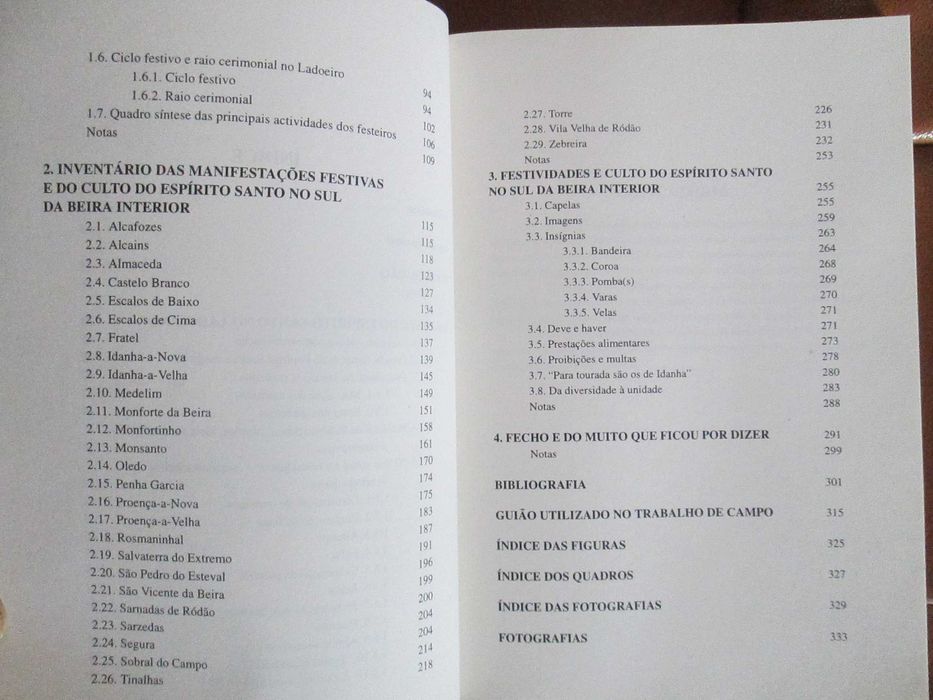 1.6. Ciclo festivo e raio cerimonial no Ladoeiro 94
1.6.1. Ciclo festivo 94
1.6.2. Raio cerimonial 102
1.7. Quadro síntese das principais actividades dos festeiros 106
Notas 109
2. INVENTÁRIO DAS MANIFESTAÇÕES FESTIVAS
E DO CULTO DO ESPÍRITO SANTO NO SUL
DA BEIRA INTERIOR 115
2.1. Alcafozes 115
2.2. Alcains 118
2.3. Almaceda 123
2.4. Castelo Branco 127
2.5. Escalos de Baixo 134
2.6. Escalos de Cima 135
2.7. Fratel 137
2.8. Idanha-a-Nova 139
2.9. Idanha-a-Velha 145
2.10. Medelim 149
2.11. Monforte da Beira 151
2.12. Monfortinho 158
2.13. Monsanto 161
2.14. Oledo 170
2.15. Penha Garcia 174
2.16. Proença-a-Nova 175
2.17. Proença-a-Velha 183
2.18. Rosmaninhal 187
2.19. Salvaterra do Extremo 191
2.20. São Pedro do Esteval 196
2.21. São Vicente da Beira 199
2.22. Sarnadas de Ródão 200
2.23. Sarzedas 204
2.24. Segura 204
2.25. Sobral do Campo 214
2.26. Tinalhas 218
2.27. Torre 226
2.28. Vila Velha de Ródão 231
2.29. Zebreira 232
Notas 253
3. FESTIVIDADES E CULTO DO ESPÍRITO SANTO
NO SUL DA BEIRA INTERIOR 255
3.1. Capelas 255
3.2. Imagens 259
3.3. Insígnias 263
3.3.1. Bandeira 264
3.3.2. Coroa 268
3.3.3. Pomba(s) 269
3.3.4. Varas 270
3.3.5. Velas 271
3.4. Deve e haver 271
3.5. Prestações alimentares 273
3.6. Proibições e multas 278
3.7. "Para tourada são os de Idanha" 280
3.8. Da diversidade à unidade 283
Notas 288
4. FECHO E DO MUITO QUE FICOU POR DIZER 291
Notas 299
BIBLIOGRAFIA 301
GUIÃO UTILIZADO NO TRABALHO DE CAMPO 315
ÍNDICE DAS FIGURAS 325
ÍNDICE DOS QUADROS 327
ÍNDICE DAS FOTOGRAFIAS 329
FOTOGRAFIAS 333